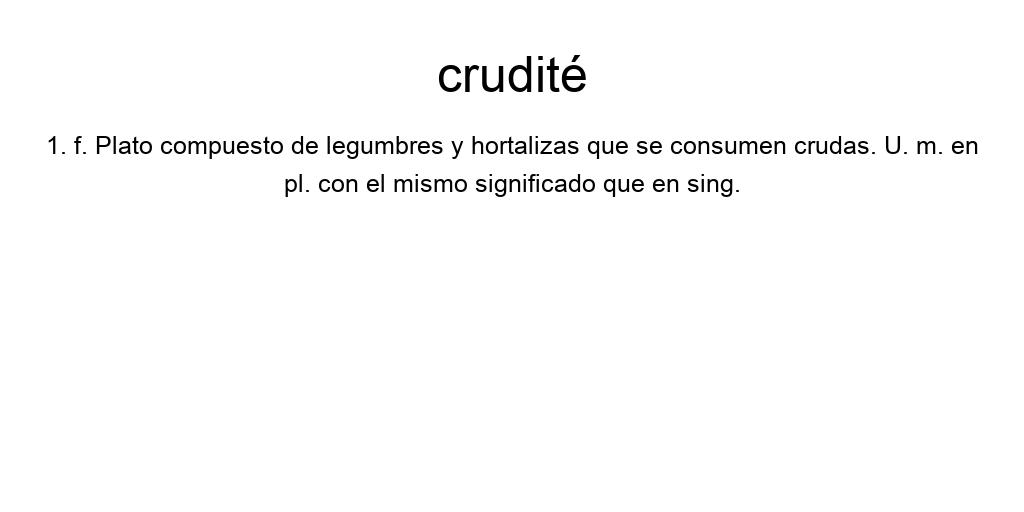 crudité
1. f. Plato compuesto de legumbres y hortalizas que se consumen crudas. U. m. en
pl. con el mismo significado que en sing.